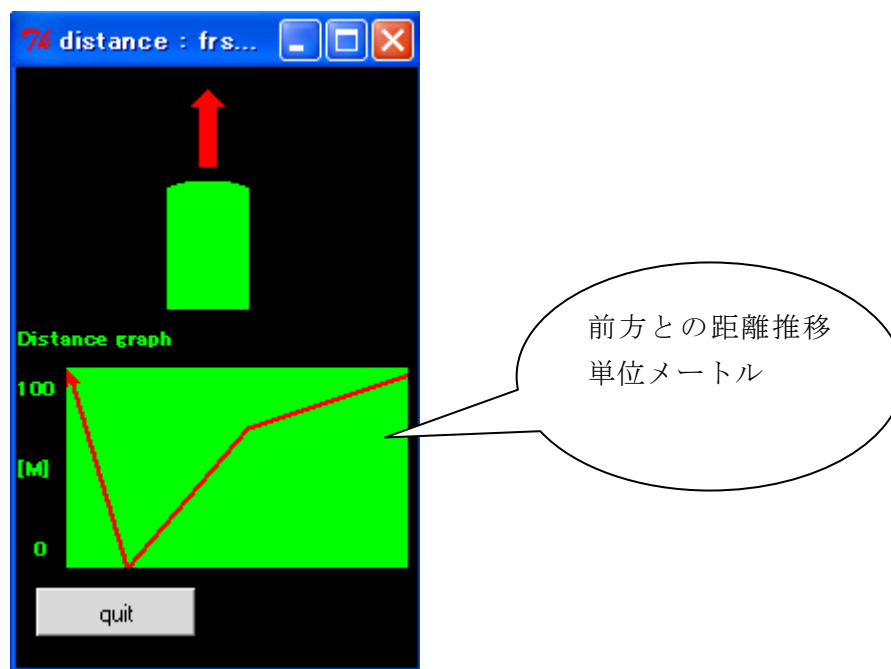 distance : frs...
Distance graph
100
[M]
0
quit
前方との距離推移
単位メートル